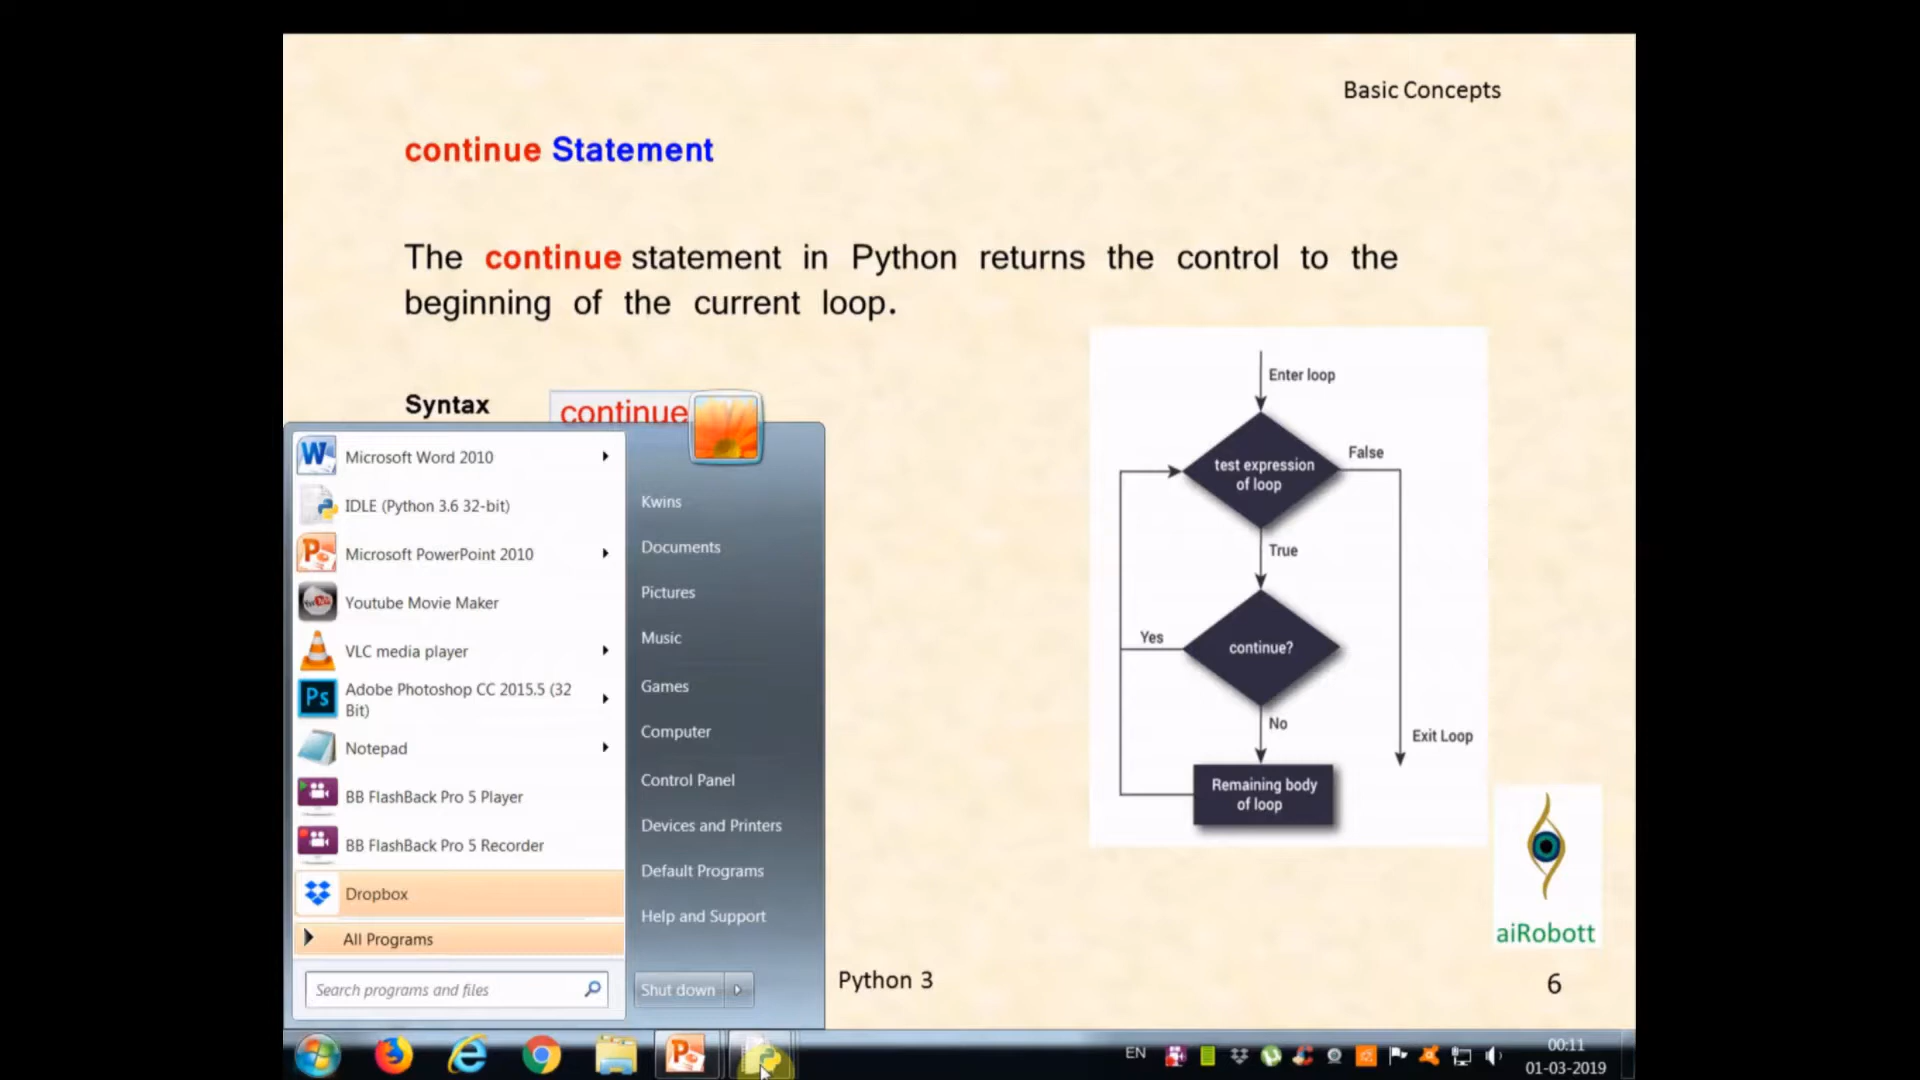 Basic Concepts
continue Statement
The continue statement in Python returns the control to the
beginning of the current loop.
Syntax
continue
Enter loop
test expression
of loop
False
True
Yes
continue?
No
Exit Loop
Remaining body
of loop
aiRobott
Python 3
6
Microsoft Word 2010
IDLE (Python 3.6 32-bit)
Microsoft PowerPoint 2010
Youtube Movie Maker
VLC media player
Adobe Photoshop CC 2015.5 (32
Bit)
Notepad
BB FlashBack Pro 5 Player
BB FlashBack Pro 5 Recorder
Dropbox
All Programs
Search programs and files
Kwins
Documents
Pictures
Music
Games
Computer
Control Panel
Devices and Printers
Default Programs
Help and Support
Shut down
EN
00:11
01-03-2019